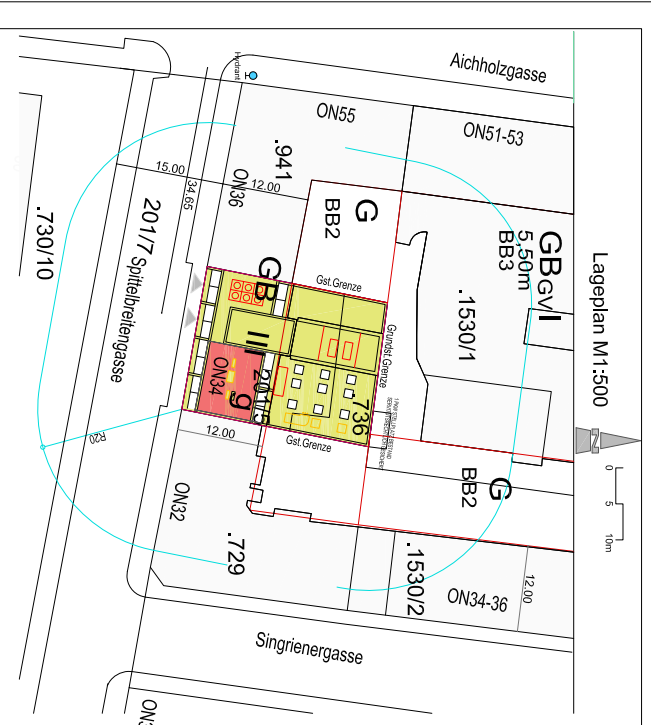 Lageplan M1:500
0 5 10m
N
Aichholzgasse
Hydrant
ON55
ON51-53
.941
15.00
34.65
12.00
ON36
G
BB2
GBGVI
5,50m
BB3
.1530/1
201/7 Spittelbreitengasse
.730/10
GB III g
Gst.Grenze
Grundst.Grenze
201/5
.736
ON34
Gst.Grenze
12.00
R20
ON32
.729
G
BB2
.1530/2
ON34-36
12.00
Singrienergasse